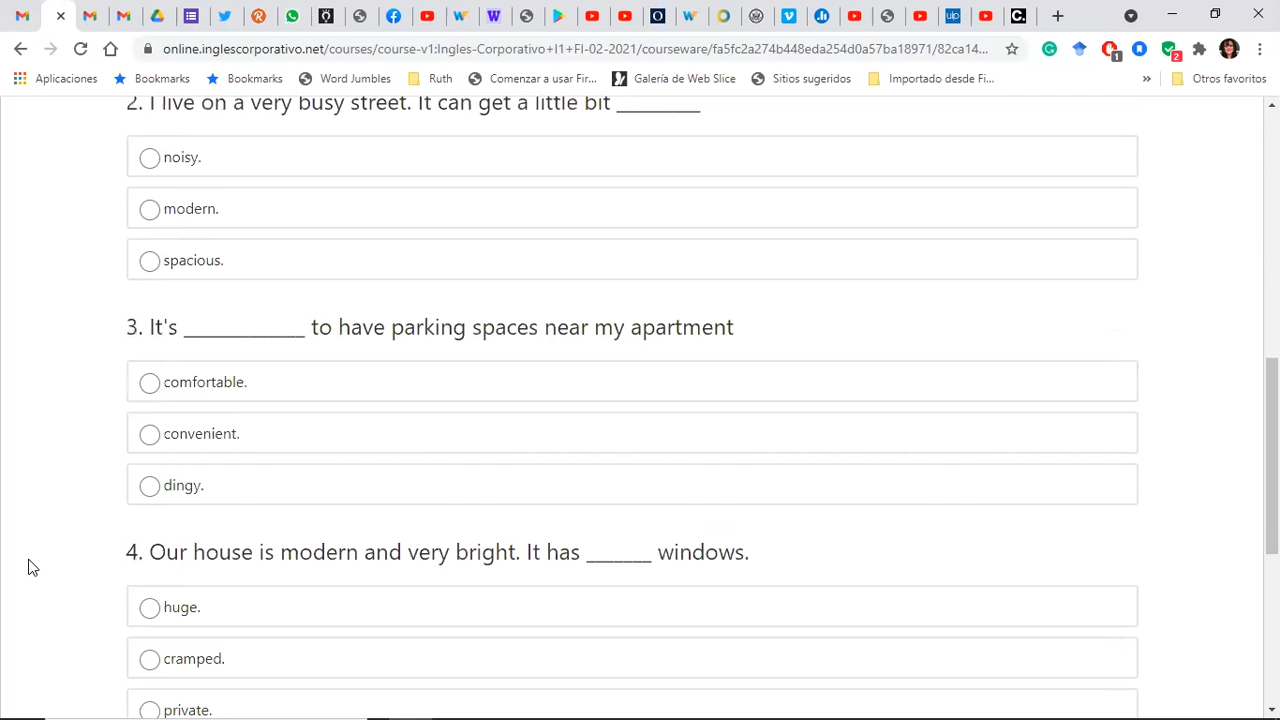 online.inglescorporativo.net/courses/course-v1:Ingles-Corporativo+I1+FI-02-2021/courseware/fa5fc2a274b448eda254d0a57ba18971/82ca14...
Aplicaciones Bookmarks Bookmarks Word Jumbles Ruth Comenzar a usar Fir... Galería de Web Slice Sitios sugeridos Importado desde Fi... » Otros favoritos
2. I live on a very busy street. It can get a little bit ________
noisy.
modern.
spacious.
3. It's ____________ to have parking spaces near my apartment
comfortable.
convenient.
dingy.
4. Our house is modern and very bright. It has _______ windows.
huge.
cramped.
private.